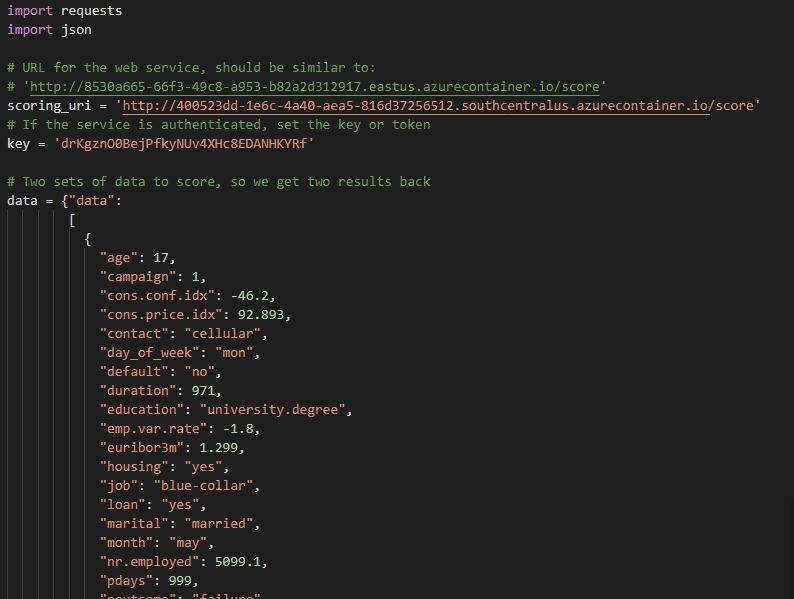 import requests
import json
# URL for the web service, should be similar to:
# 'http://8530a665-66f3-49c8-a953-b82a2d312917.eastus.azurecontainer.io/score'
scoring_uri = 'http://400523dd-1e6c-4a40-aea5-816d37256512.southcentralus.azurecontainer.io/score'
# If the service is authenticated, set the key or token
key = 'drKgznO0BejPfkyNUv4XHc8EDANHKYRf'
# Two sets of data to score, so we get two results back
data = {"data":
[
{
"age": 17,
"campaign": 1,
"cons.conf.idx": -46.2,
"cons.price.idx": 92.893,
"contact": "cellular",
"day_of_week": "mon",
"default": "no",
"duration": 971,
"education": "university.degree",
"emp.var.rate": -1.8,
"euribor3m": 1.299,
"housing": "yes",
"job": "blue-collar",
"loan": "yes",
"marital": "married",
"month": "may",
"nr.employed": 5099.1,
"pdays": 999,
"poutcome": "failure"